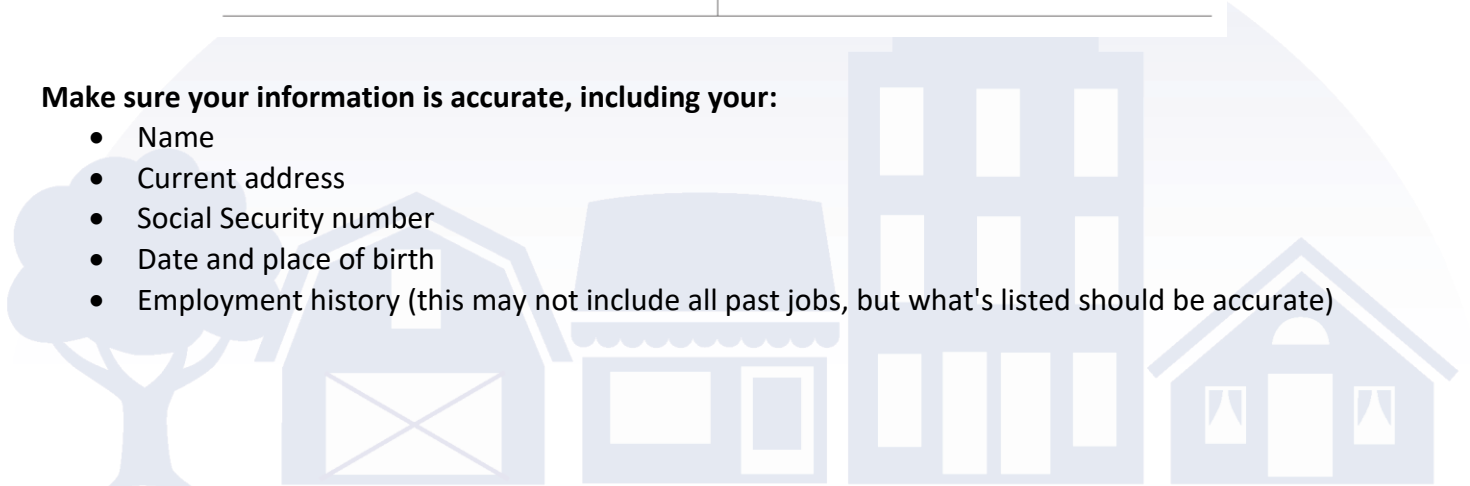 Make sure your information is accurate, including your:
• Name
• Current address
• Social Security number
• Date and place of birth
• Employment history (this may not include all past jobs, but what's listed should be accurate)